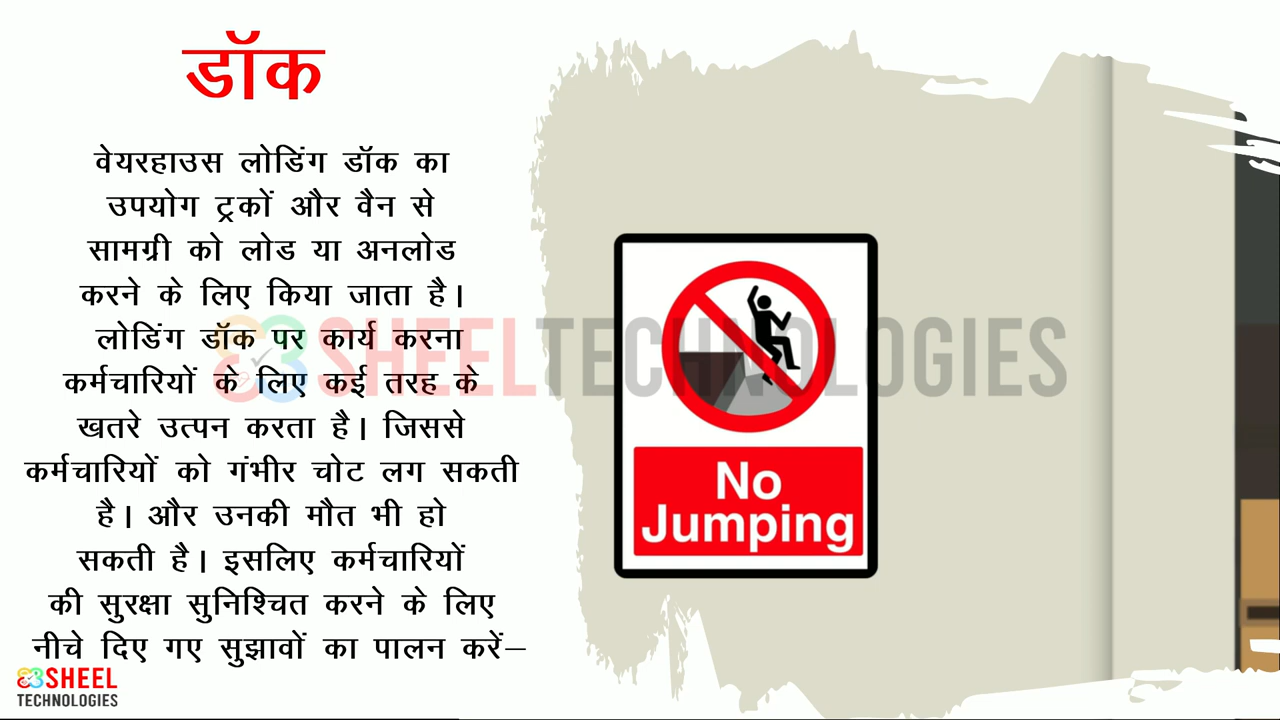 डॉक
वेयरहाउस लोडिंग डॉक का
उपयोग ट्रकों और वैन से
सामग्री को लोड या अनलोड
करने के लिए किया जाता है।
लोडिंग डॉक पर कार्य करना
कर्मचारियों के लिए कई तरह के
खतरे उत्पन करता है। जिससे
कर्मचारियों को गंभीर चोट लग सकती
है। और उनकी मौत भी हो
सकती है। इसलिए कर्मचारियों
की सुरक्षा सुनिश्चित करने के लिए
नीचे दिए गए सुझावों का पालन करें–
SHEEL TECHNOLOGIES
No
Jumping
SHEEL
TECHNOLOGIES